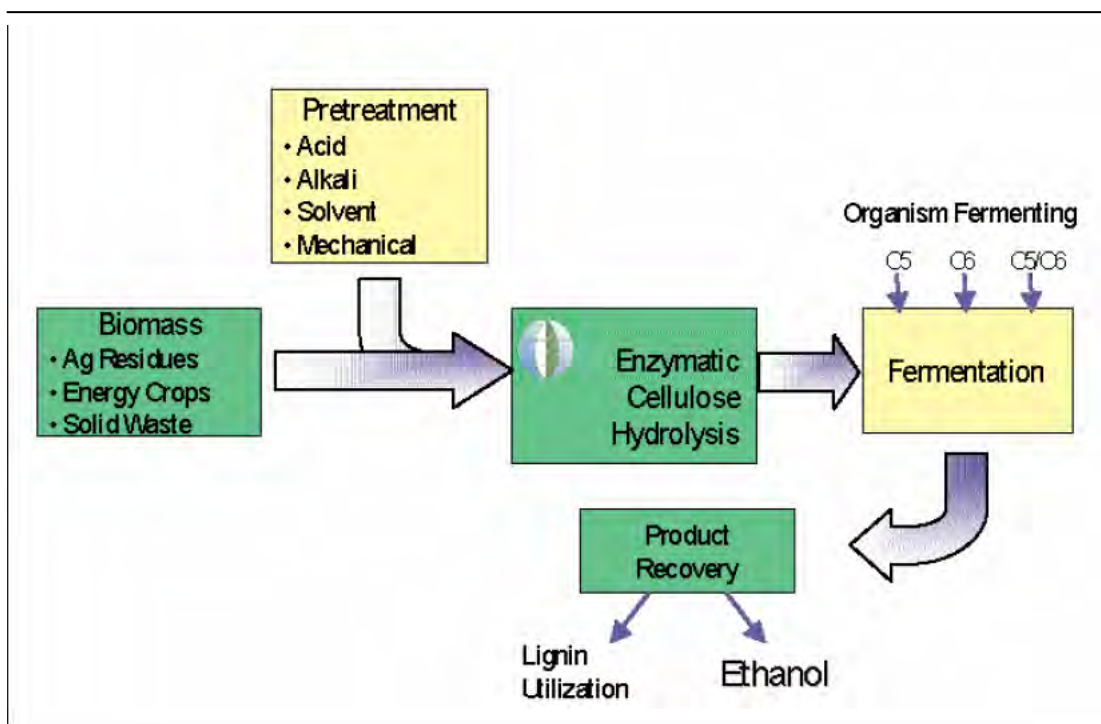 Pretreatment
• Acid
• Alkali
• Solvent
• Mechanical
Organism Fermenting
C5 C6 C5/C6
Biomass
• Ag Residues
• Energy Crops
• Solid Waste
Enzymatic
Cellulose
Hydrolysis
Fermentation
Product
Recovery
Lignin
Utilization
Ethanol